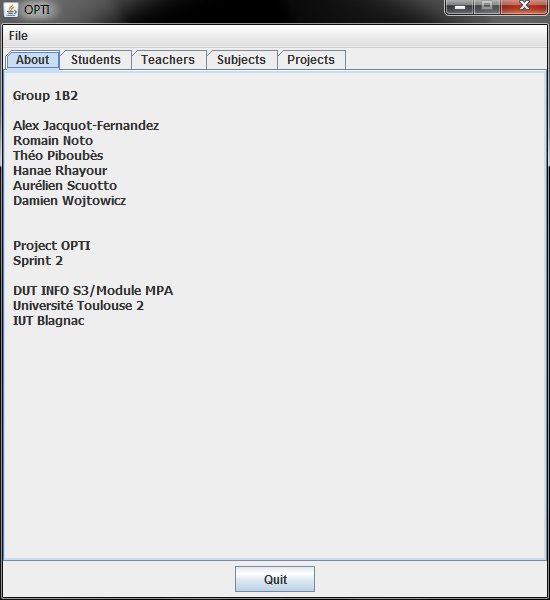 OPTI
File
About Students Teachers Subjects Projects
Group 1B2
Alex Jacquot-Fernandez
Romain Noto
Théo Piboubès
Hanae Rhayour
Aurélien Scuotto
Damien Wojtowicz
Project OPTI
Sprint 2
DUT INFO S3/Module MPA
Université Toulouse 2
IUT Blagnac
Quit